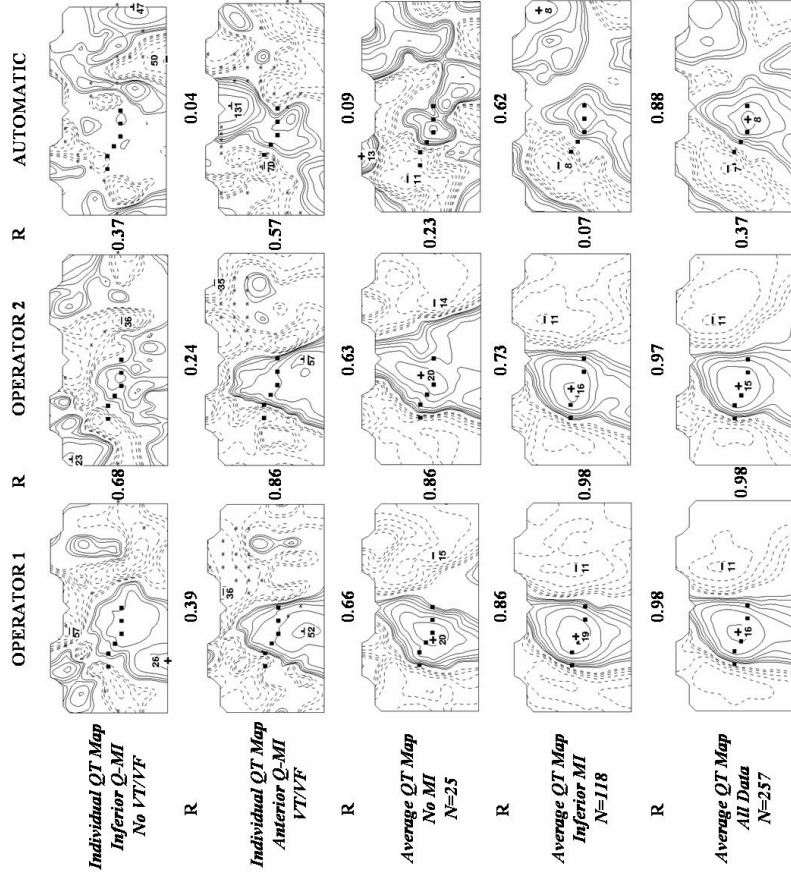 OPERATOR 1 R OPERATOR 2 R AUTOMATIC
Individual QT Map
Inferior Q-MI
No VT/VF
57
26
+
0.68
23
36
0.37
47
50
R 0.39 0.24 0.04
Individual QT Map
Anterior Q-MI
VT/VF
36
52
0.86
35
57
0.57
131
70
R 0.66 0.63 0.09
Average QT Map
No MI
N=25
+
20
−
15
0.86
+
20
−
14
0.23
+
13
−
11
R 0.86 0.73 0.62
Average QT Map
Inferior MI
N=118
+
19
−
11
0.98
+
16
−
11
0.07
−
8
+
8
R 0.98 0.97 0.88
Average QT Map
All Data
N=257
+
16
−
11
0.98
+
15
−
11
0.37
−
7
+
8